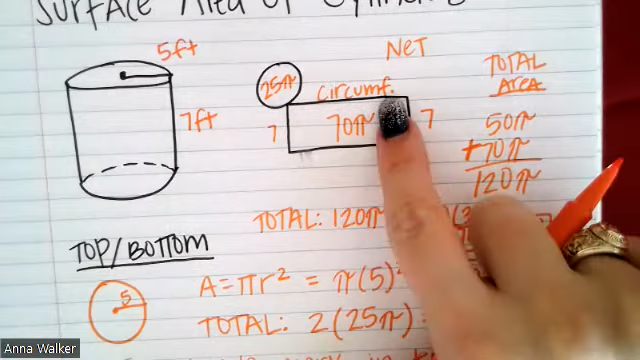 Surface Area of
5ft
7ft
NET
25π
circumf.
7
70π
7
TOTAL
AREA
50π
+70π
120π
TOTAL: 120π
TOP/BOTTOM
5
A=πr² = π(5)²
TOTAL: 2(25π)
Anna Walker